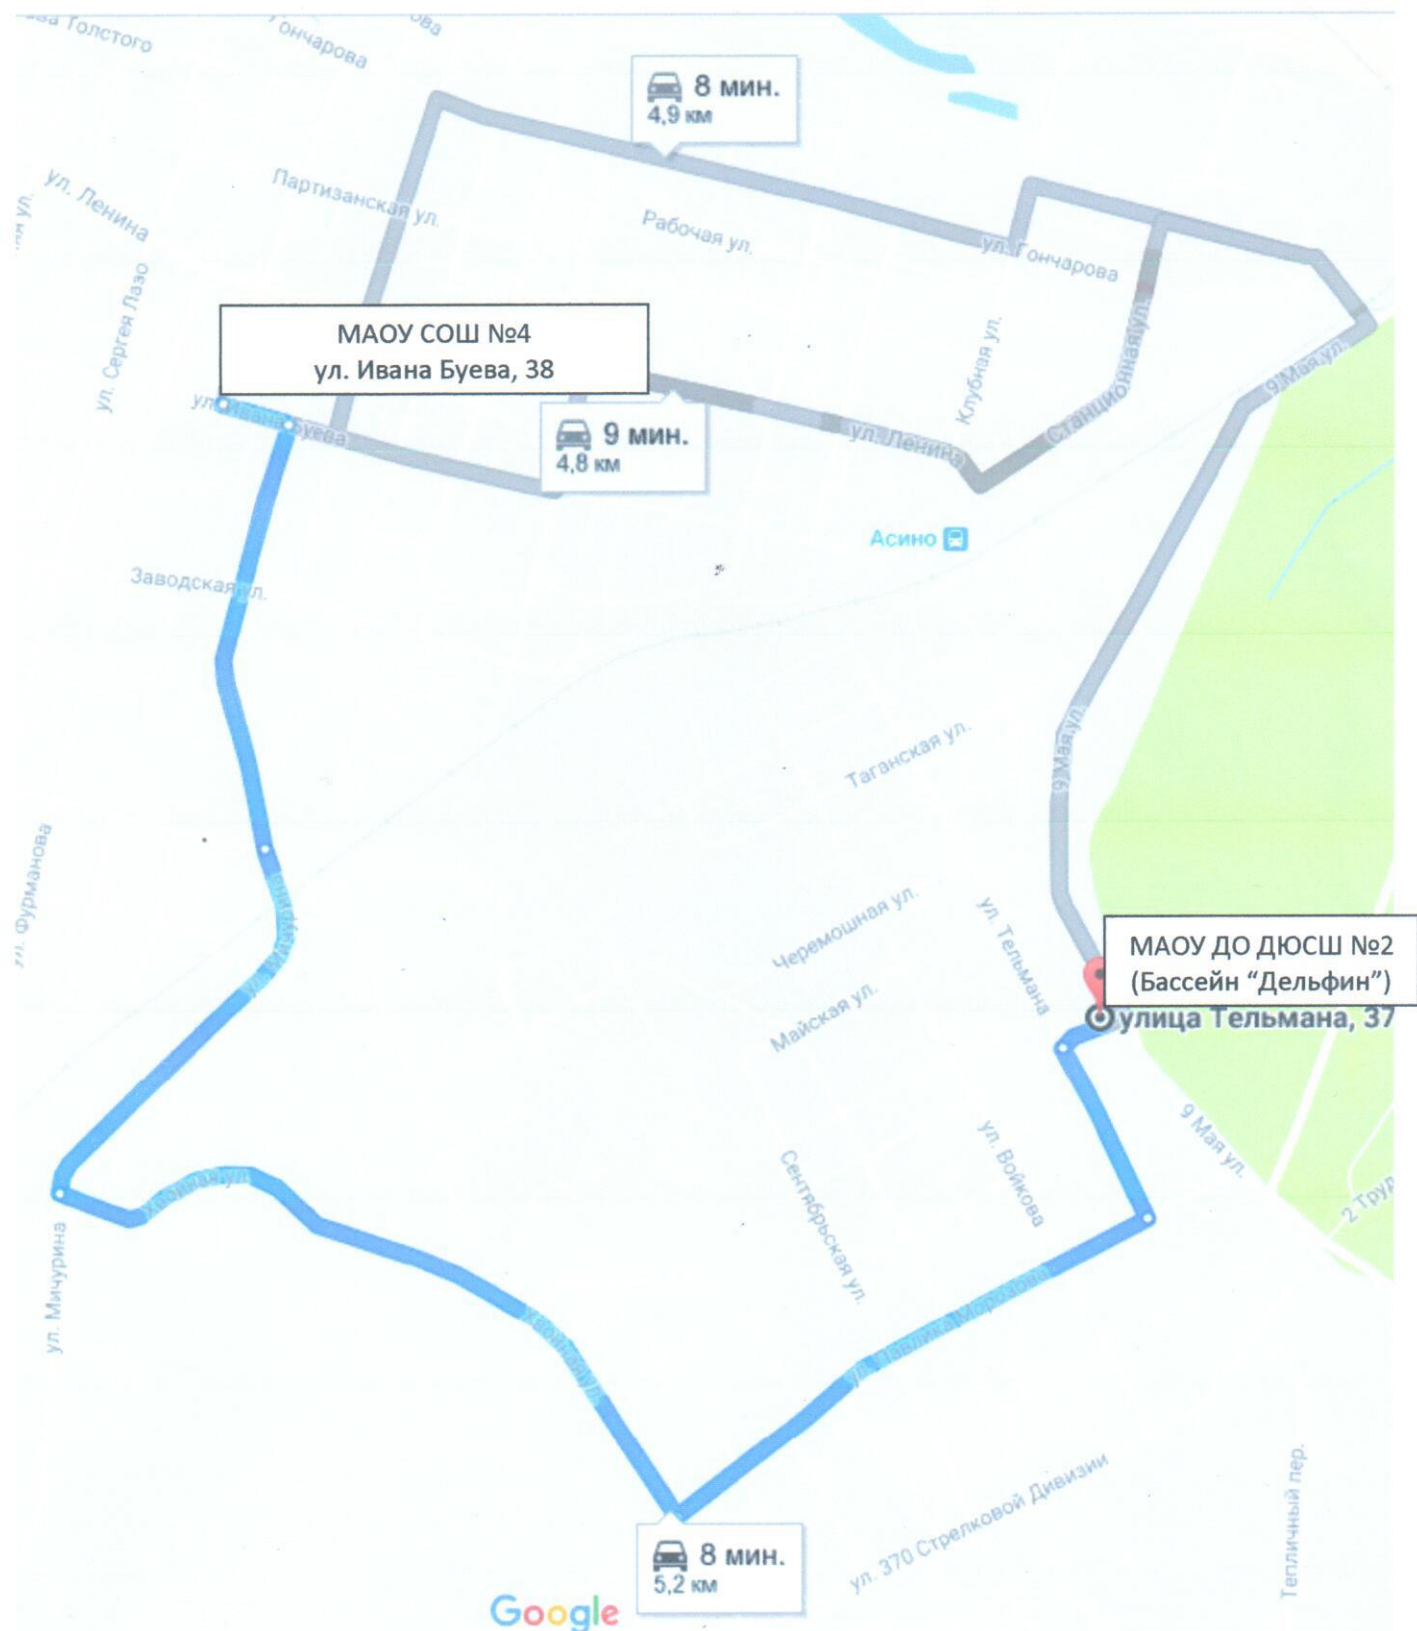 Гончарова
ова
Толстого
8 мин.
4,9 км
ул. Ленина
Партизанская ул.
Рабочая ул.
ул. Гончарова
ул. Сергея Лазо
МАОУ СОШ №4
ул. Ивана Буева, 38
Клубная ул.
Станционная ул.
9 Мая ул.
ул. Ивана Буева
9 мин.
4,8 км
ул. Ленина
Асино
Заводская ул.
9 Мая ул.
Таганская ул.
ул. Фурманова
ул. Мичурина
Черемошная ул.
ул. Тельмана
МАОУ ДО ДЮСШ №2
(Бассейн “Дельфин”)
улица Тельмана, 37
Майская ул.
9 Мая ул.
ул. Войкова
Сентябрьская ул.
2 Труд
Хвойная ул.
ул. Мичурина
Хвойная ул.
ул. Павлика Морозова
ул. 370 Стрелковой Дивизии
Тепличный пер.
8 мин.
5,2 км
Google